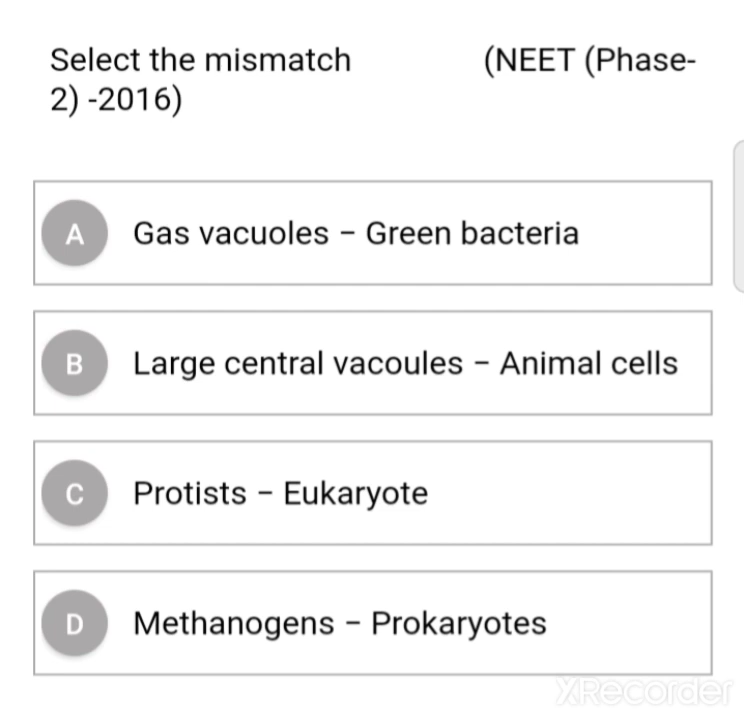 Select the mismatch (NEET (Phase-
2) -2016)
A Gas vacuoles – Green bacteria
B Large central vacoules – Animal cells
C Protists – Eukaryote
D Methanogens – Prokaryotes
XRecorder